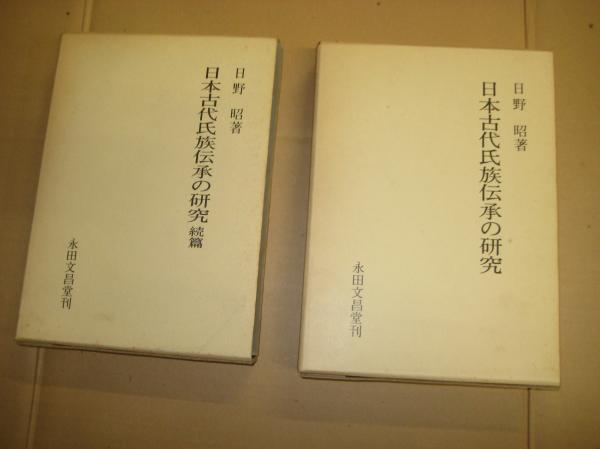 日野 昭著
日本古代氏族伝承の研究 続篇
永田文昌堂刊
日野 昭著
日本古代氏族伝承の研究
永田文昌堂刊